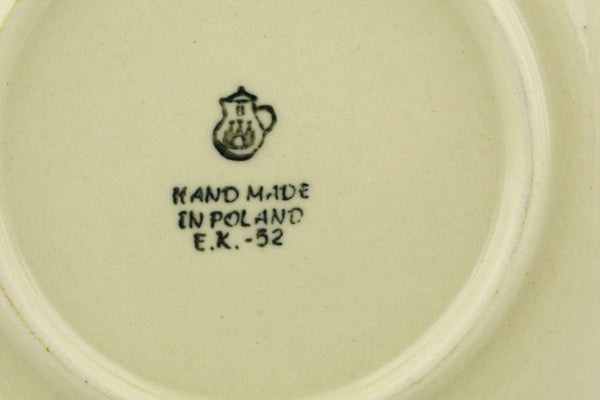 B
HAND MADE
IN POLAND
E.K.-52